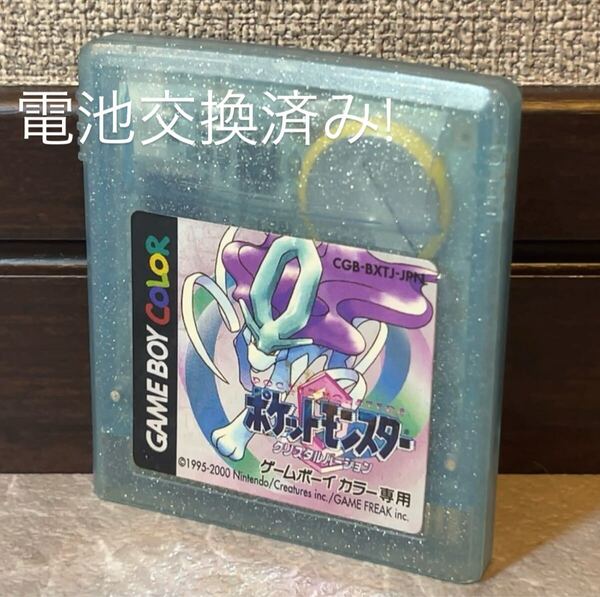 電池交換済み!
GAME BOY COLOR
CGB-BXTJ-JPN
POCKET MONSTERS
ポケットモンスター
クリスタルバージョン
ゲームボーイ カラー専用
©1995-2000 Nintendo/Creatures inc./GAME FREAK inc.